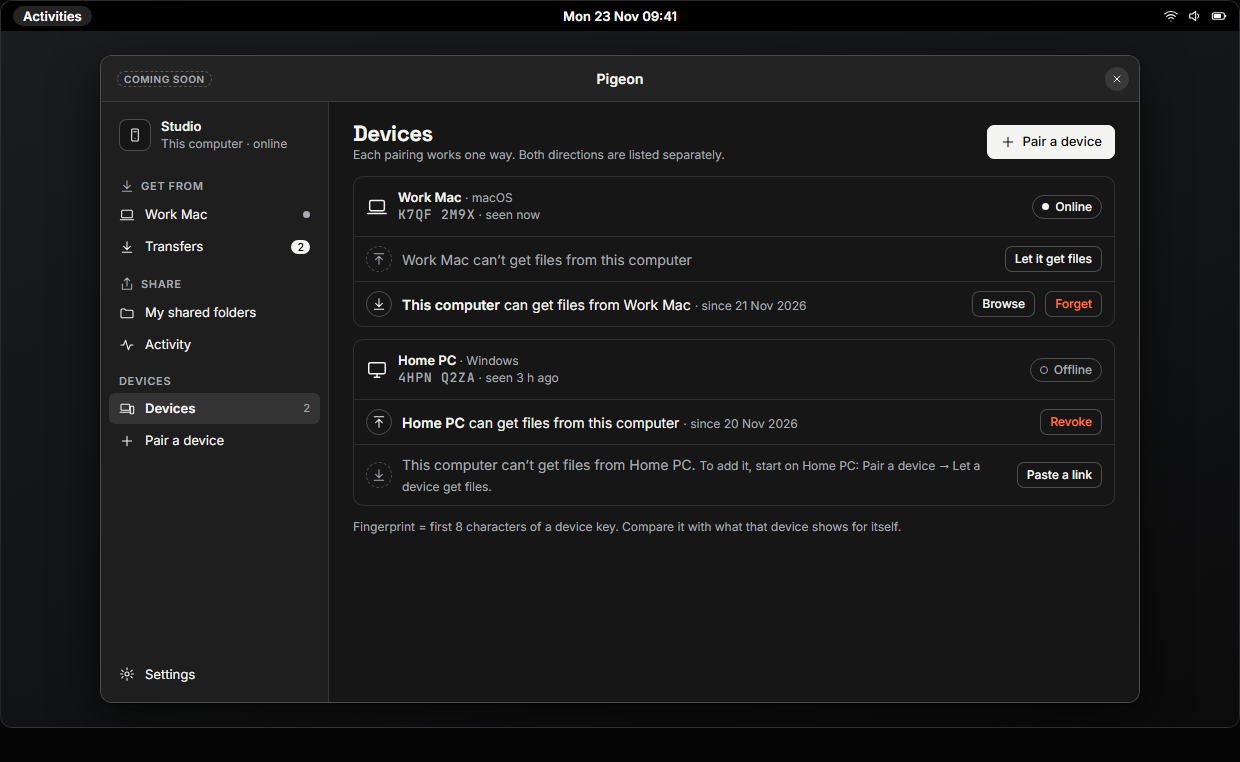 Activities
Mon 23 Nov 09:41
COMING SOON
Pigeon
Studio
This computer · online
GET FROM
Work Mac
Transfers
2
SHARE
My shared folders
Activity
DEVICES
Devices
2
Pair a device
Settings
Devices
Each pairing works one way. Both directions are listed separately.
Pair a device
Work Mac · macOS
K7QF 2M9X · seen now
Online
Work Mac can’t get files from this computer
Let it get files
This computer can get files from Work Mac · since 21 Nov 2026
Browse
Forget
Home PC · Windows
4HPN Q2ZA · seen 3 h ago
Offline
Home PC can get files from this computer · since 20 Nov 2026
Revoke
This computer can’t get files from Home PC. To add it, start on Home PC: Pair a device → Let a
device get files.
Paste a link
Fingerprint = first 8 characters of a device key. Compare it with what that device shows for itself.